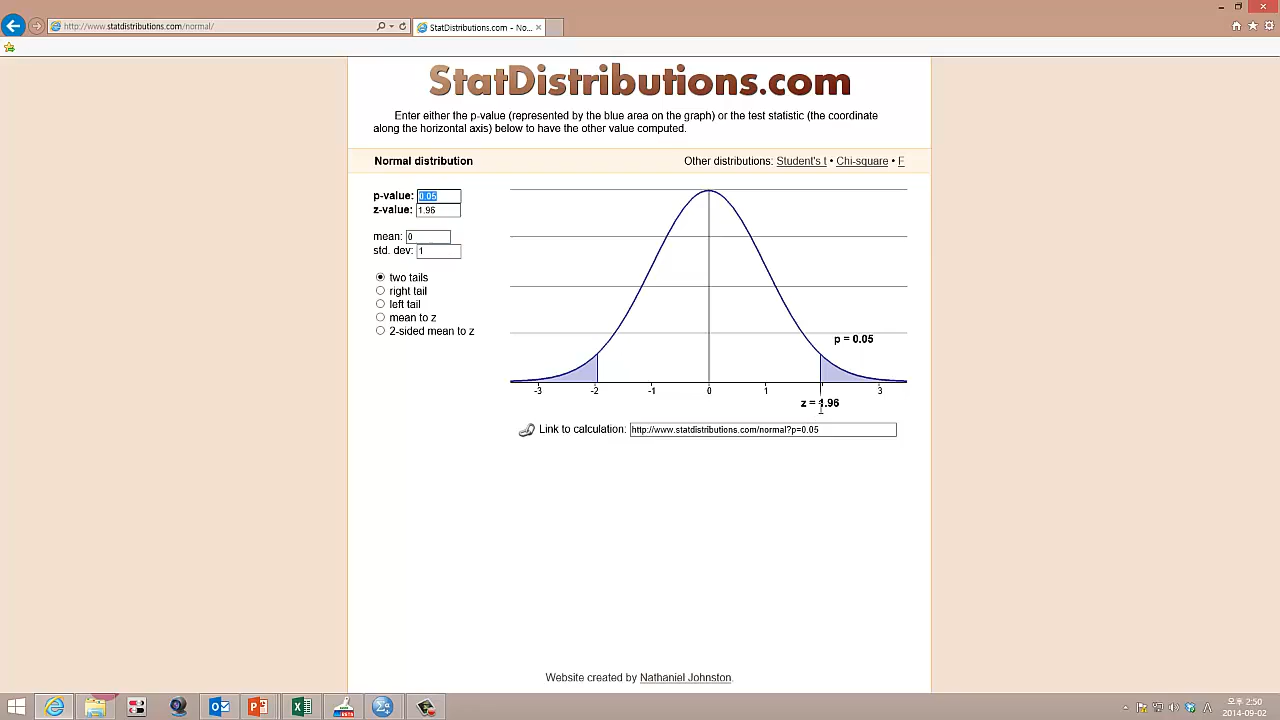 http://www.statdistributions.com/normal/
StatDistributions.com - No...
StatDistributions.com
Enter either the p-value (represented by the blue area on the graph) or the test statistic (the coordinate
along the horizontal axis) below to have the other value computed.
Normal distribution
Other distributions: Student's t • Chi-square • F
p-value: 0.05
z-value: 1.96
mean: 0
std. dev: 1
two tails
right tail
left tail
mean to z
2-sided mean to z
p = 0.05
-3 -2 -1 0 1 3
z = 1.96
Link to calculation: http://www.statdistributions.com/normal?p=0.05
Website created by Nathaniel Johnston.
오후 2:50
2014-09-02